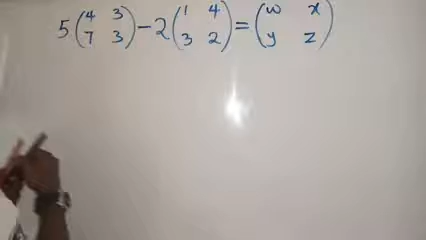 5(4 3) - 2(1 4) = (w x)
(7 3) (3 2) (y z)